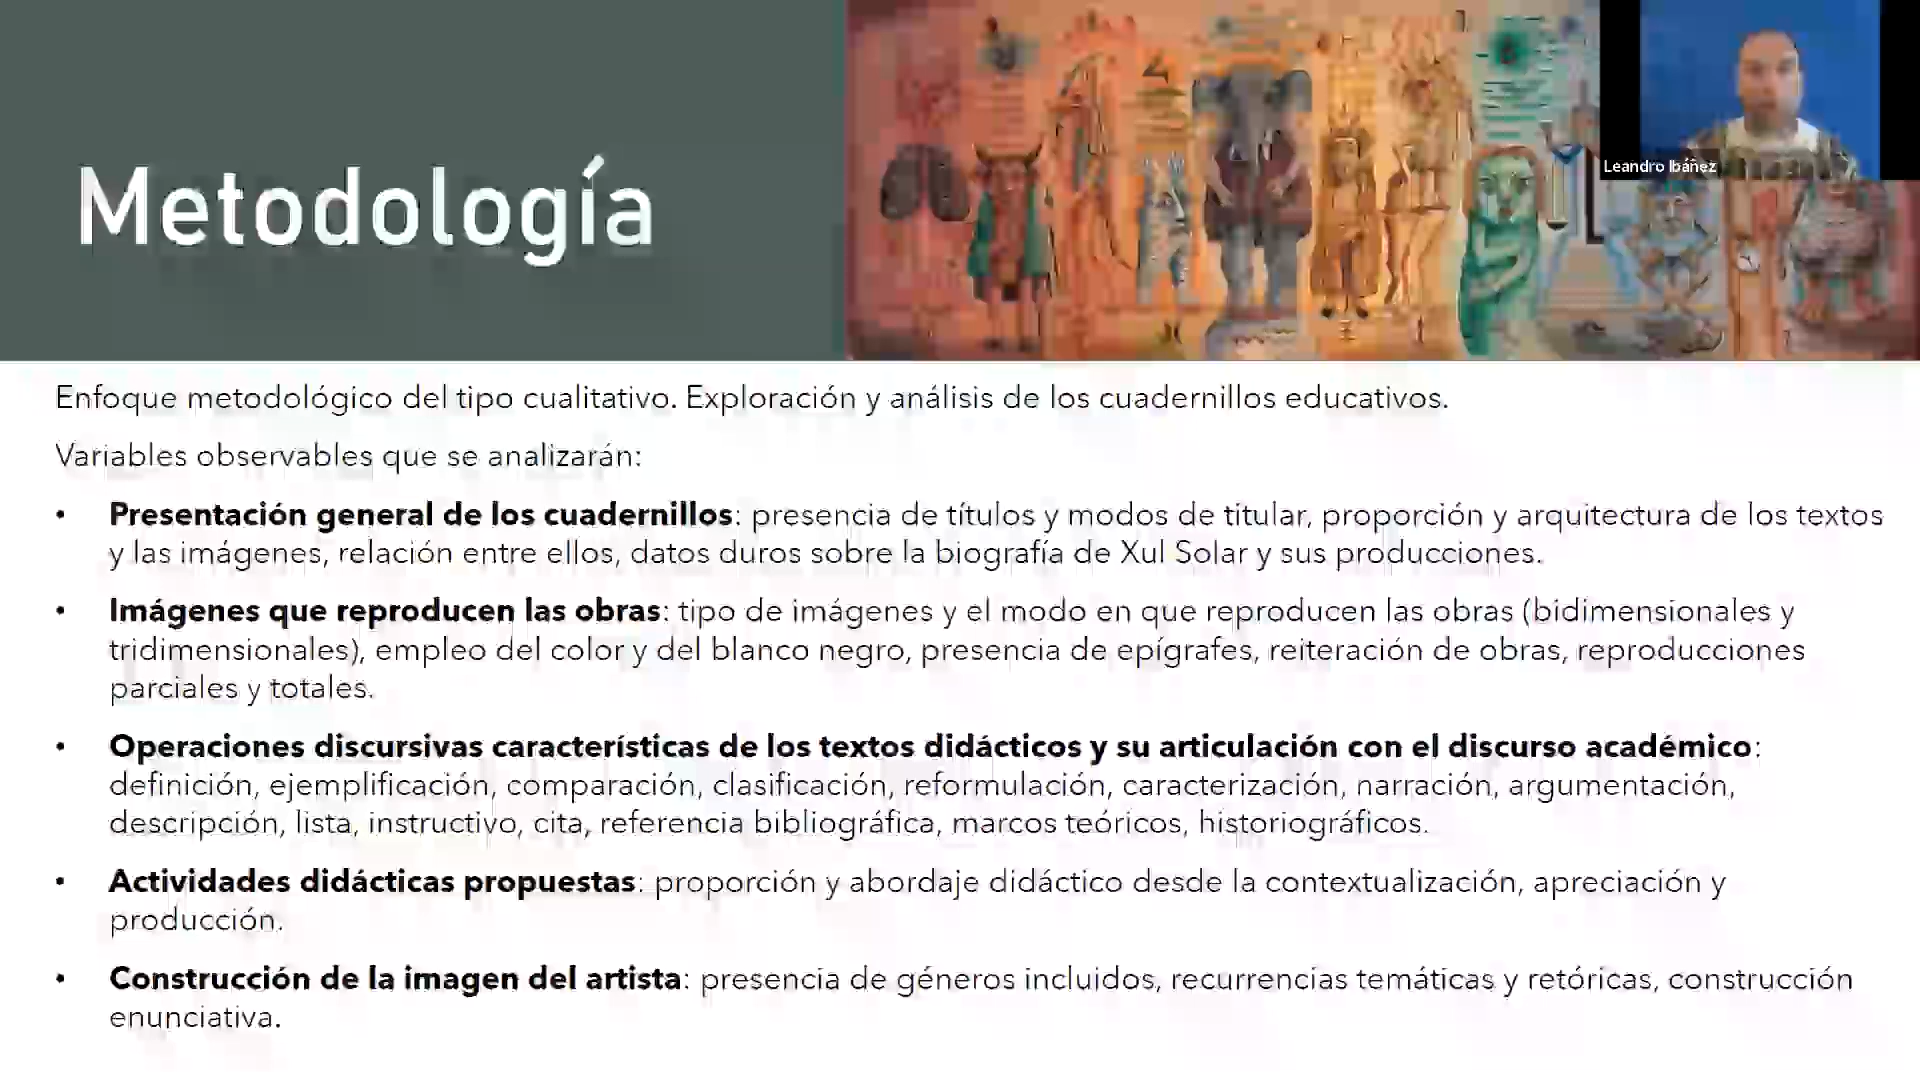 Metodología
Leandro Ibáñez
Enfoque metodológico del tipo cualitativo. Exploración y análisis de los cuadernillos educativos.
Variables observables que se analizarán:
• Presentación general de los cuadernillos: presencia de títulos y modos de titular, proporción y arquitectura de los textos
y las imágenes, relación entre ellos, datos duros sobre la biografía de Xul Solar y sus producciones.
• Imágenes que reproducen las obras: tipo de imágenes y el modo en que reproducen las obras (bidimensionales y
tridimensionales), empleo del color y del blanco negro, presencia de epígrafes, reiteración de obras, reproducciones
parciales y totales.
• Operaciones discursivas características de los textos didácticos y su articulación con el discurso académico:
definición, ejemplificación, comparación, clasificación, reformulación, caracterización, narración, argumentación,
descripción, lista, instructivo, cita, referencia bibliográfica, marcos teóricos, historiográficos.
• Actividades didácticas propuestas: proporción y abordaje didáctico desde la contextualización, apreciación y
producción.
• Construcción de la imagen del artista: presencia de géneros incluidos, recurrencias temáticas y retóricas, construcción
enunciativa.